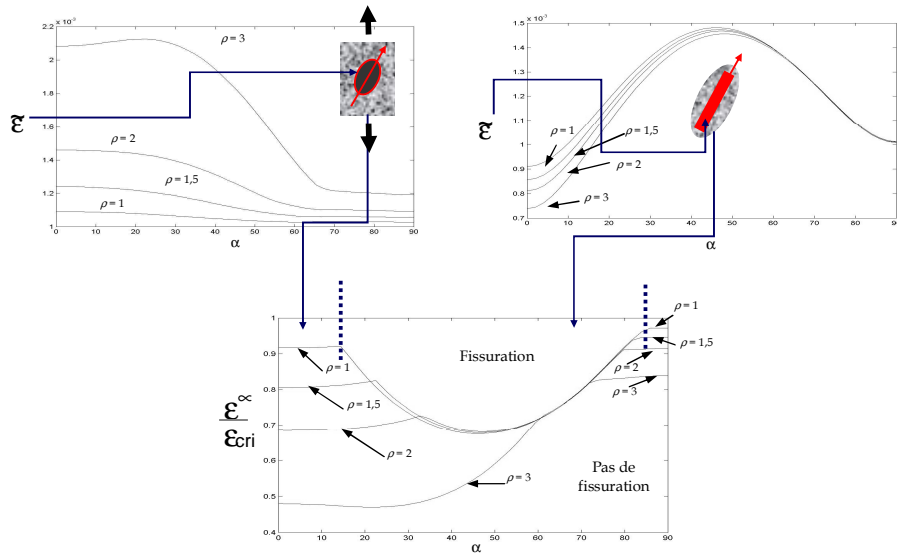 x 10⁻³
2.2
2
1.8
1.6
1.4
1.2
1
ρ = 3
ρ = 2
ρ = 1,5
ρ = 1
ε̃
0 10 20 30 40 50 60 70 80 90
α
x 10⁻¹
1.5
1.4
1.3
1.2
1.1
1
0.9
0.8
0.7
ρ = 1
ρ = 1,5
ρ = 2
ρ = 3
ε̃
0 10 20 30 40 50 60 70 80 90
α
1
0.9
0.8
0.7
0.6
0.5
0.4
ρ = 1
ρ = 1,5
ρ = 2
ρ = 3
Fissuration
ρ = 1
ρ = 1,5
ρ = 2
ρ = 3
Pas de
fissuration
ε∞
εcri
0 10 20 30 40 50 60 70 80 90
α